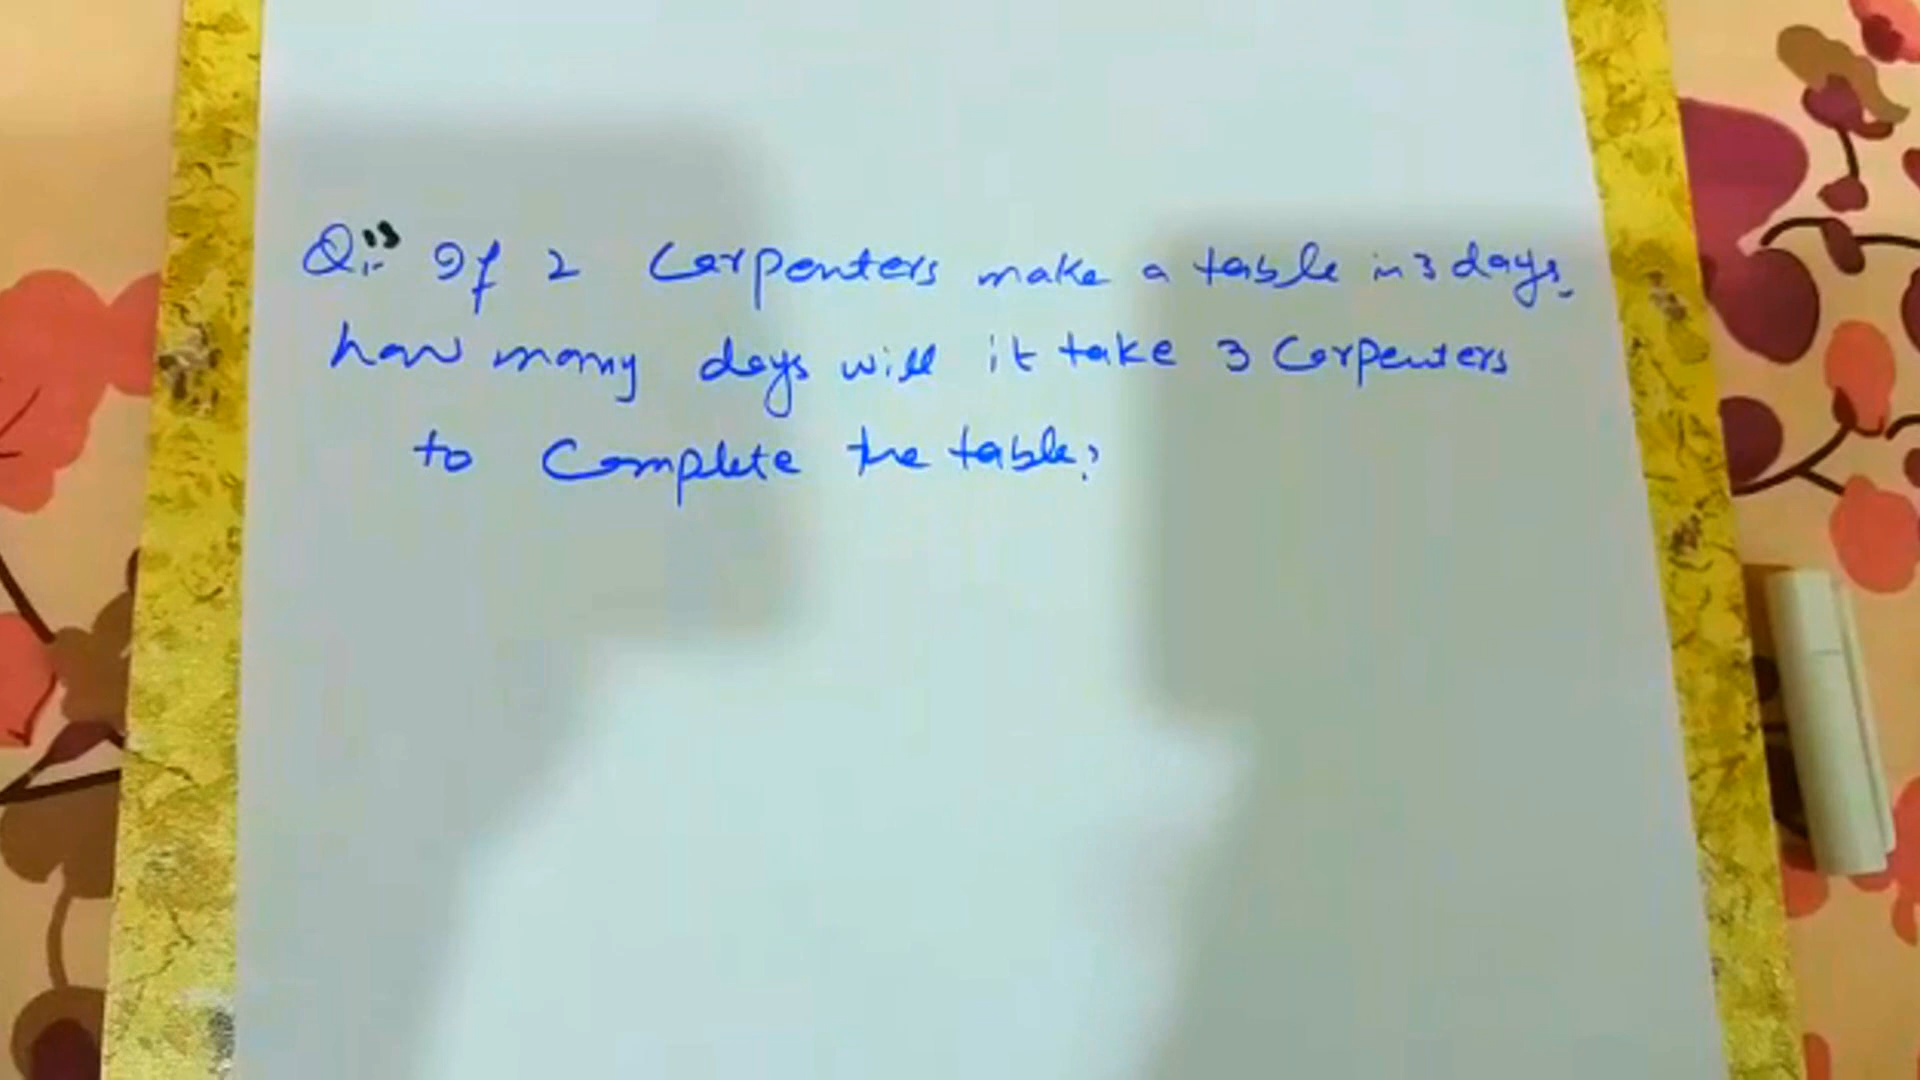 Q:- If 2 Carpenters make a table in 3 days.
how many days will it take 3 Carpenters
to Complete the table?